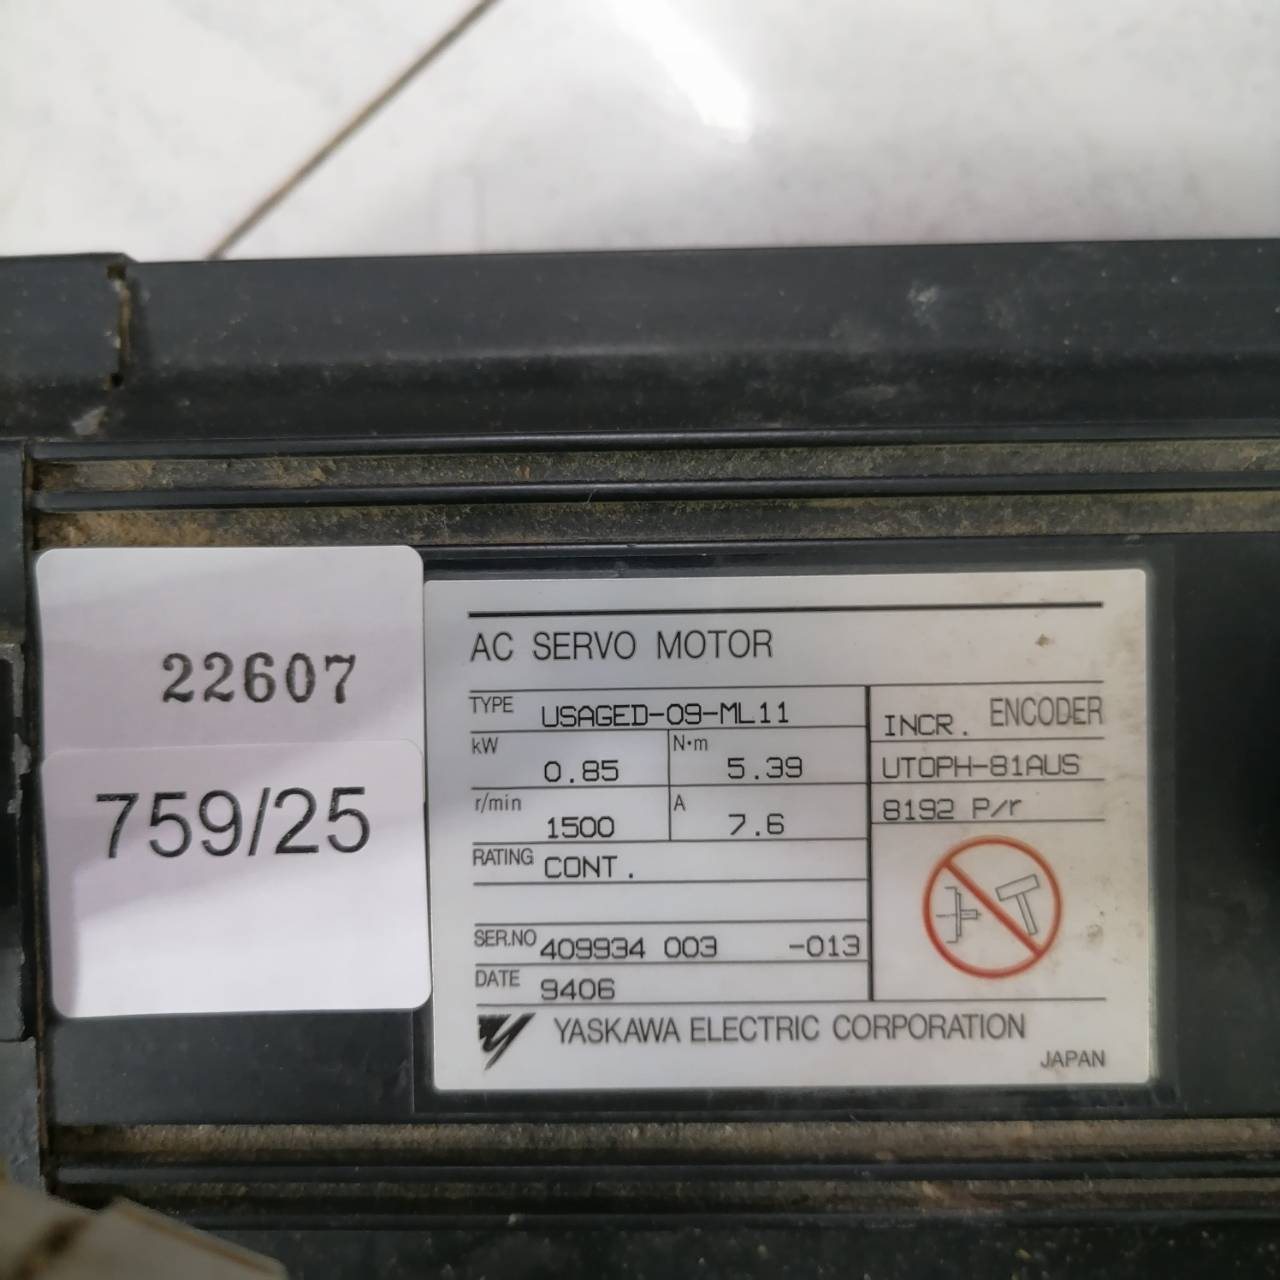 22607
759/25
AC SERVO MOTOR
TYPE USAGED-09-ML11
kW 0.85 N·m 5.39
r/min 1500 A 7.6
RATING CONT.
SER.NO 409934 003 -013
DATE 9406
INCR. ENCODER
UTOPH-81AUS
8192 P/r
YASKAWA ELECTRIC CORPORATION
JAPAN